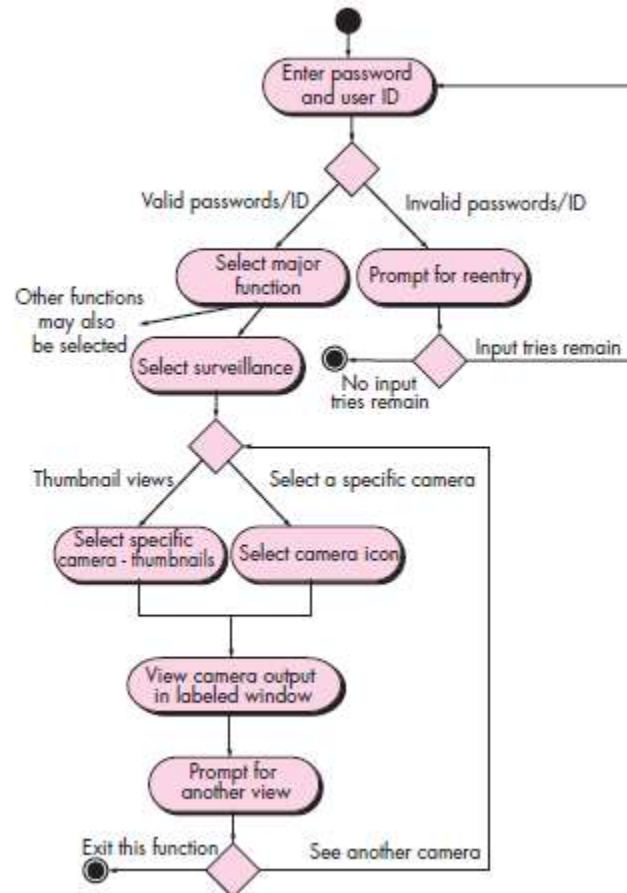 Enter password
and user ID
Valid passwords/ID
Invalid passwords/ID
Select major
function
Prompt for reentry
Other functions
may also
be selected
Input tries remain
Select surveillance
No input
tries remain
Thumbnail views
Select a specific camera
Select specific
camera - thumbnails
Select camera icon
View camera output
in labeled window
Prompt for
another view
Exit this function
See another camera